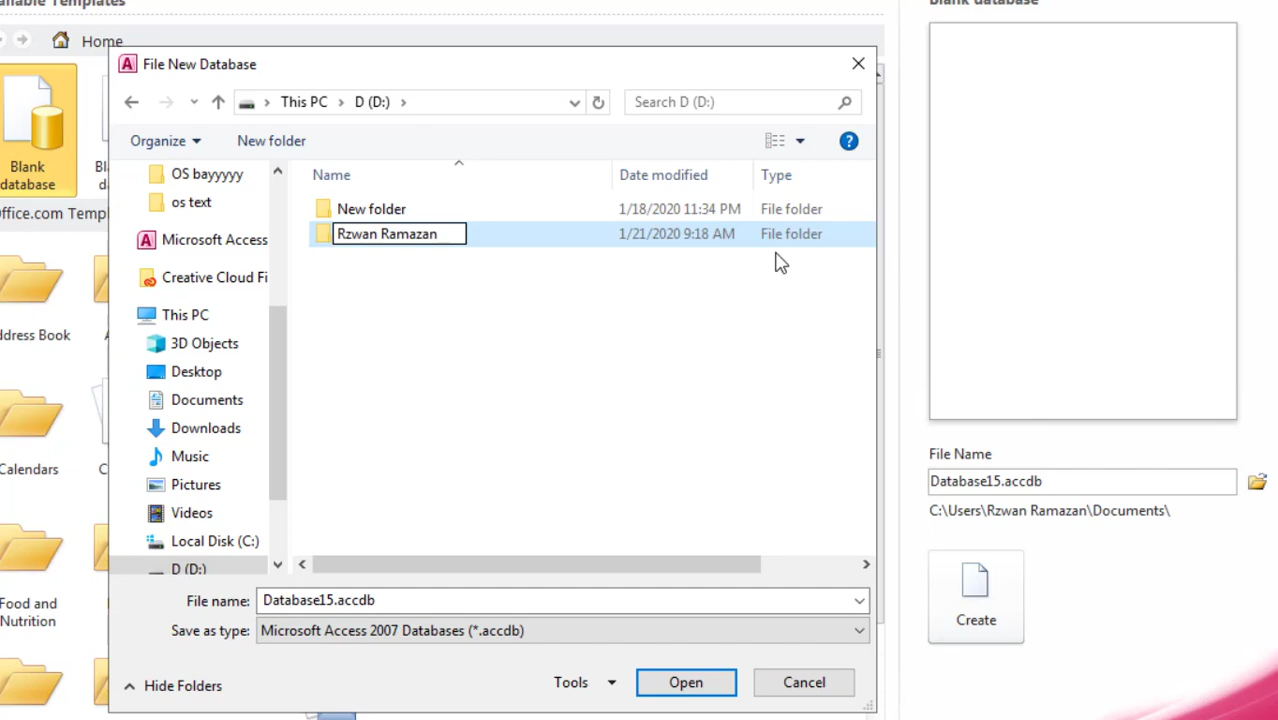 Home
Blank
database
ffice.com Temp
ddress Book
Calendars
Food and
Nutrition
File New Database
This PC
D (D:)
Search D (D:)
Organize
New folder
OS bayyyyy
os text
Microsoft Access
Creative Cloud Fi
This PC
3D Objects
Desktop
Documents
Downloads
Music
Pictures
Videos
Local Disk (C:)
D (D:)
Name
Date modified
Type
New folder
1/18/2020 11:34 PM
File folder
Rzwan Ramazan
1/21/2020 9:18 AM
File folder
File name:
Database15.accdb
Save as type:
Microsoft Access 2007 Databases (*.accdb)
Hide Folders
Tools
Open
Cancel
Blank database
File Name
Database15.accdb
C:\Users\Rzwan Ramazan\Documents\
Create